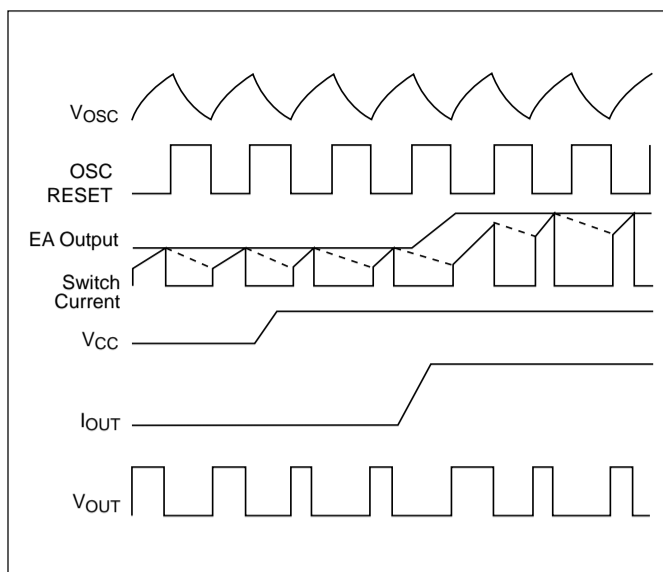 VOSC
OSC
RESET
EA Output
Switch
Current
VCC
IOUT
VOUT